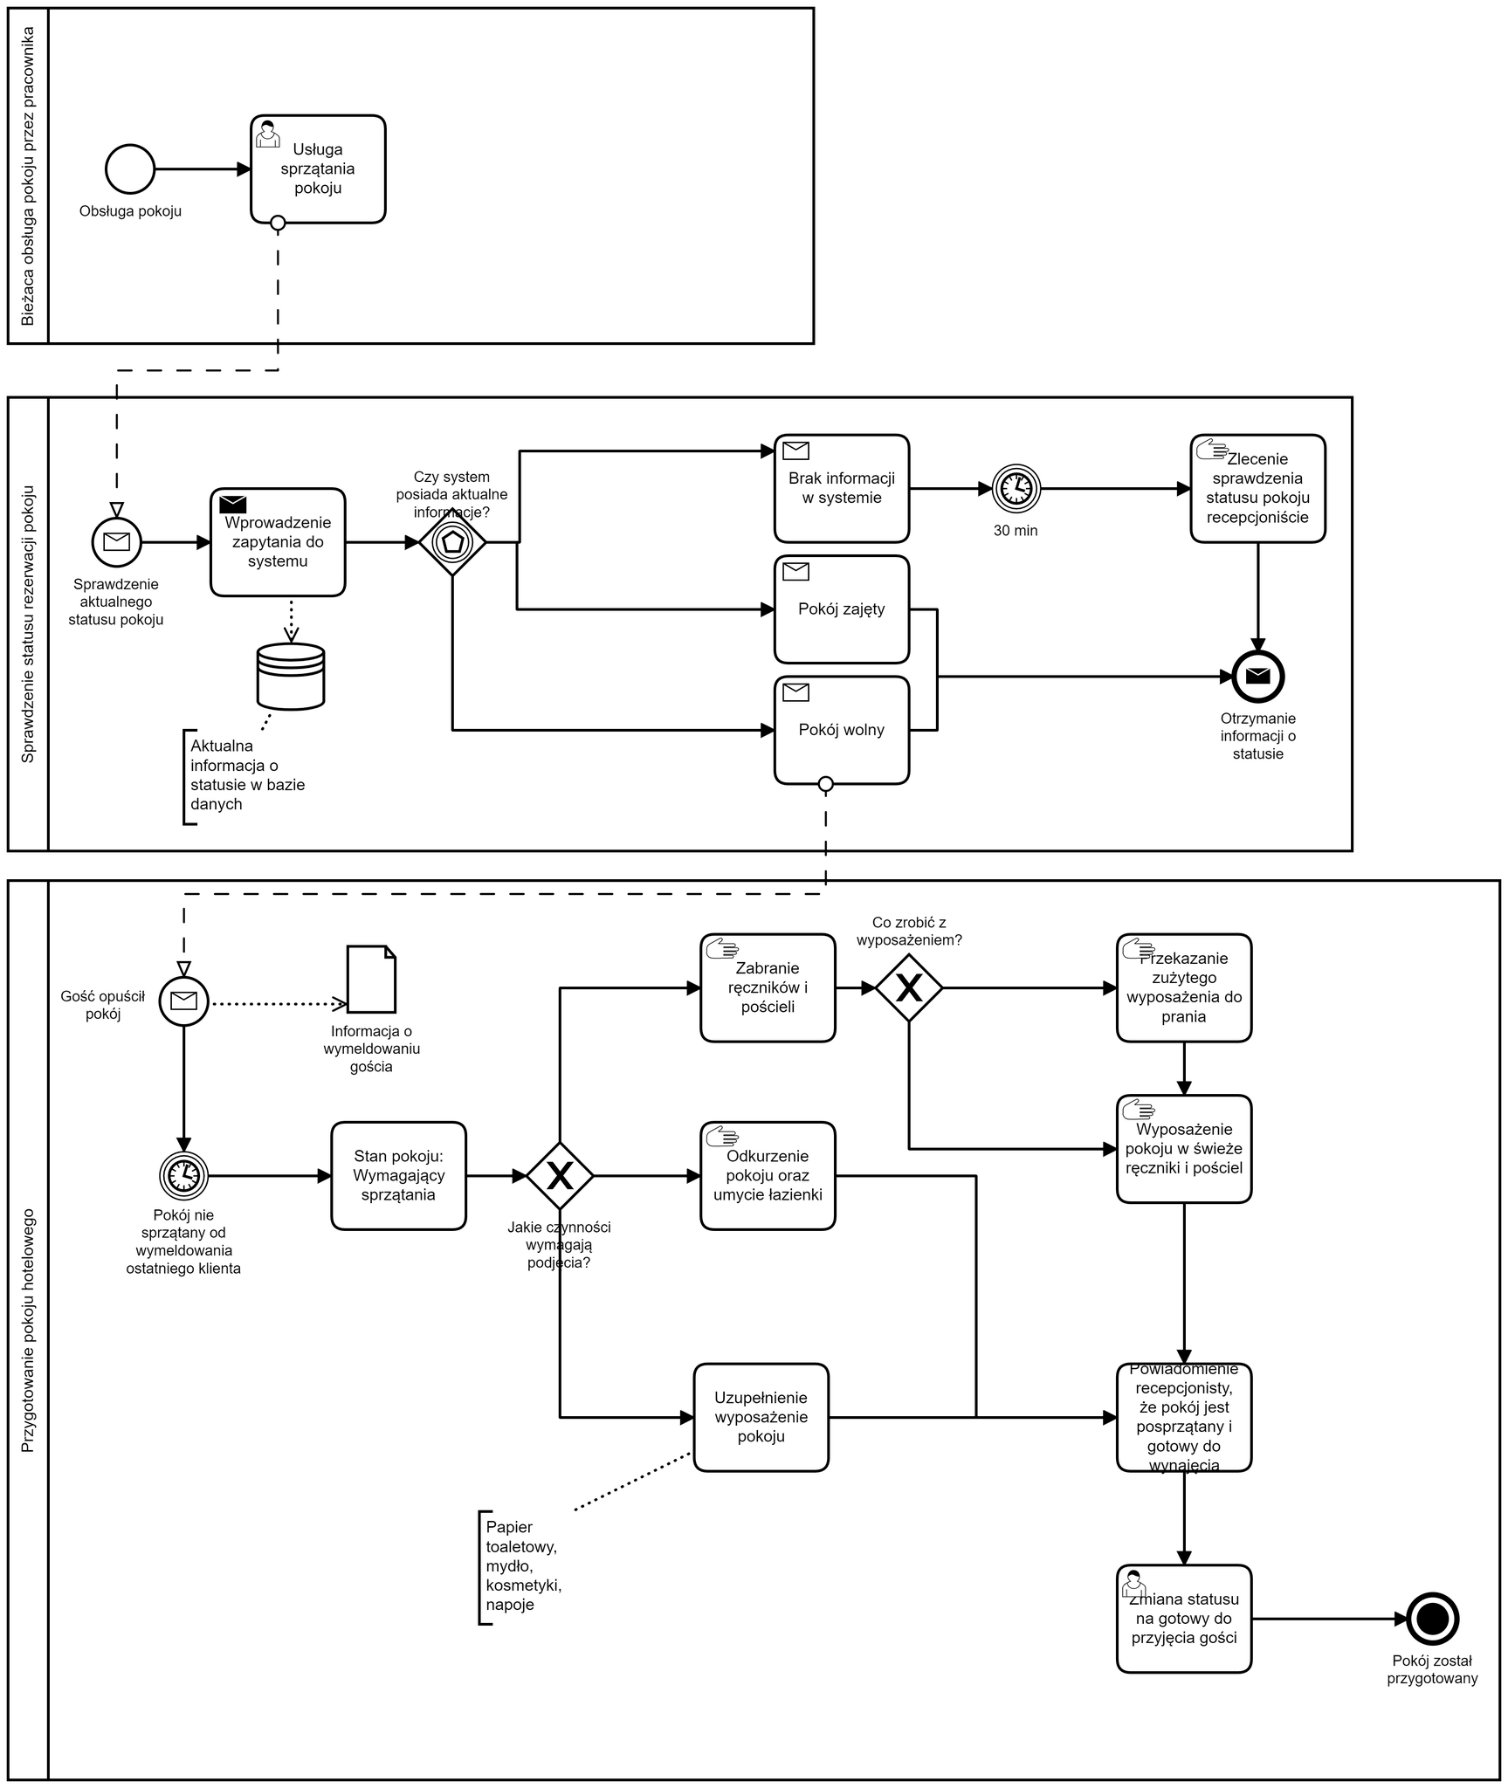 Bieżaca obsługa pokoju przez pracownika
Obsługa pokoju
Usługa
sprzątania
pokoju
Sprawdzenie statusu rezerwacji pokoju
Sprawdzenie
aktualnego
statusu pokoju
Wprowadzenie
zapytania do
systemu
Aktualna
informacja o
statusie w bazie
danych
Czy system
posiada aktualne
informacje?
Brak informacji
w systemie
Pokój zajęty
Pokój wolny
30 min
Zlecenie
sprawdzenia
statusu pokoju
recepcjoniście
Otrzymanie
informacji o
statusie
Przygotowanie pokoju hotelowego
Gość opuścił
pokój
Informacja o
wymeldowaniu
gościa
Pokój nie
sprzątany od
wymeldowania
ostatniego klienta
Stan pokoju:
Wymagający
sprzątania
Jakie czynności
wymagają
podjęcia?
Zabranie
ręczników i
pościeli
Co zrobić z
wyposażeniem?
Przekazanie
zużytego
wyposażenia do
prania
Odkurzenie
pokoju oraz
umycie łazienki
Wyposażenie
pokoju w świeże
ręczniki i pościel
Uzupełnienie
wyposażenie
pokoju
Papier
toaletowy,
mydło,
kosmetyki,
napoje
Powiadomienie
recepcjonisty,
że pokój jest
posprzątany i
gotowy do
wynajęcia
Zmiana statusu
na gotowy do
przyjęcia gości
Pokój został
przygotowany